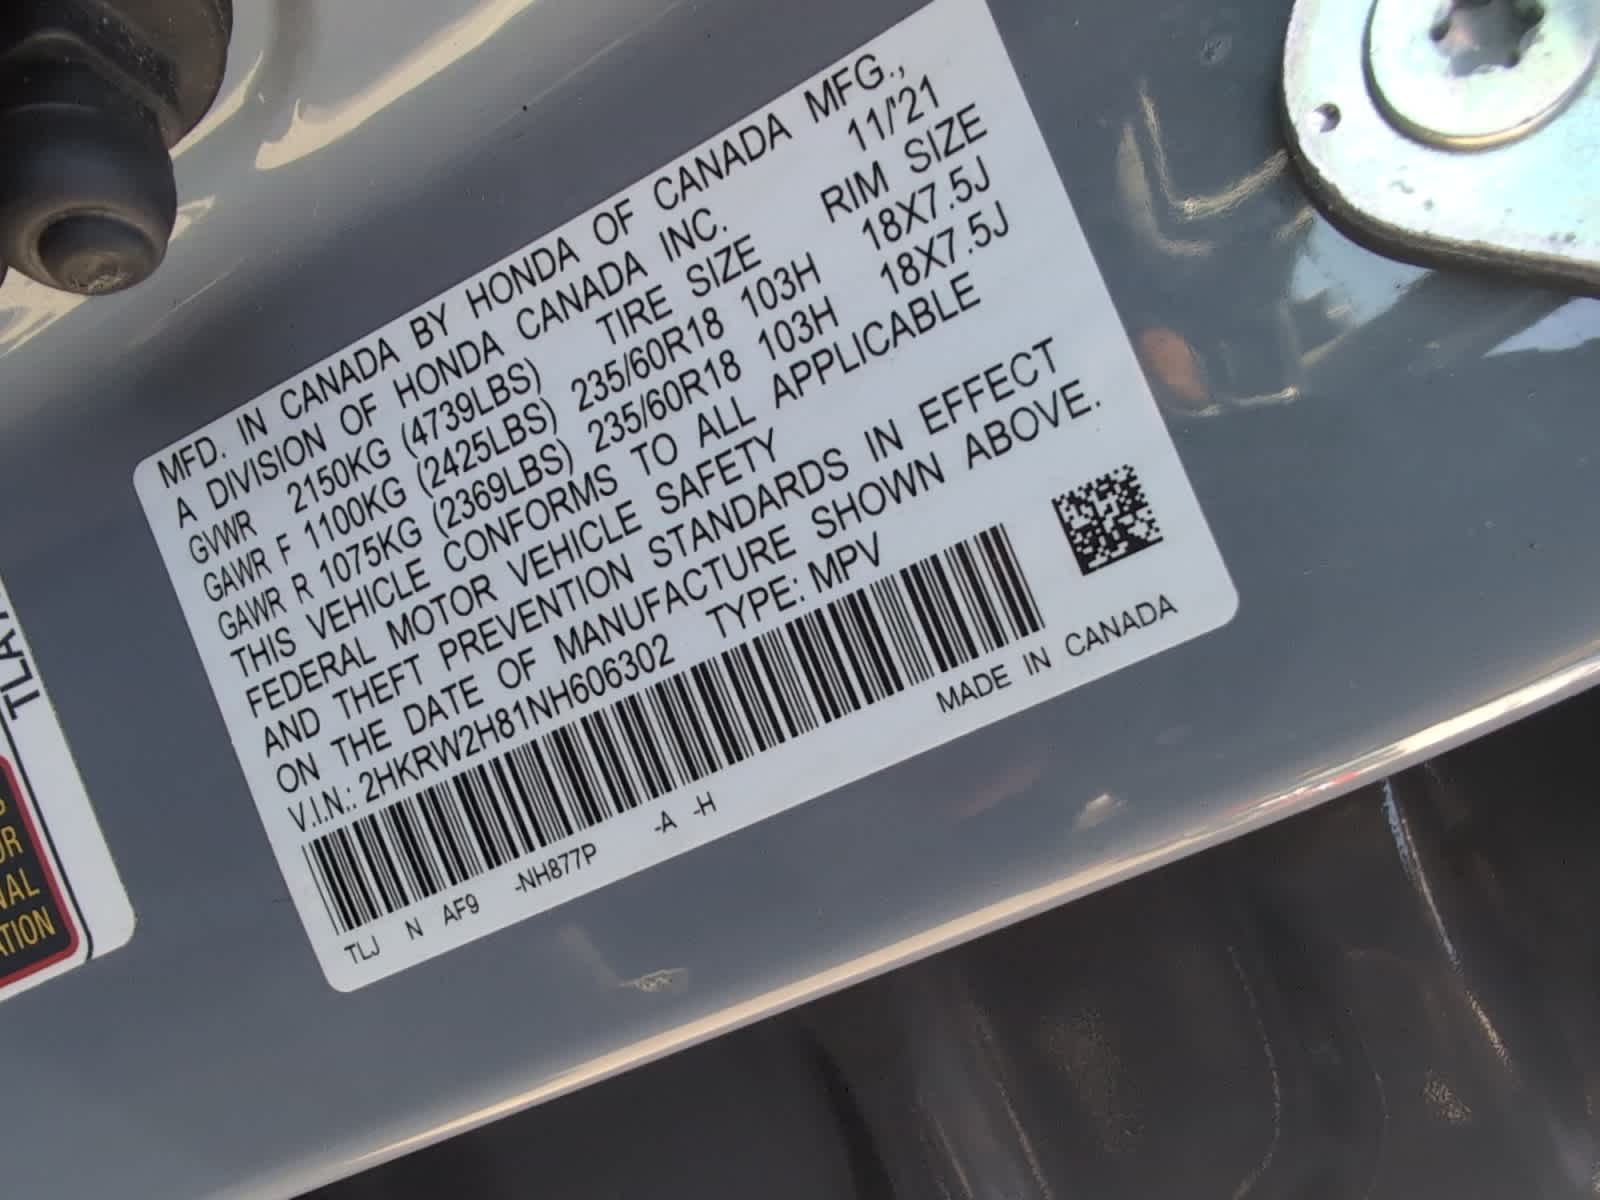 MFD. IN CANADA BY HONDA OF CANADA MFG.,
A DIVISION OF HONDA CANADA INC. 11/'21
GVWR 2150KG (4739LBS) TIRE SIZE RIM SIZE
GAWR F 1100KG (2425LBS) 235/60R18 103H 18X7.5J
GAWR R 1075KG (2369LBS) 235/60R18 103H 18X7.5J
THIS VEHICLE CONFORMS TO ALL APPLICABLE
FEDERAL MOTOR VEHICLE SAFETY
AND THEFT PREVENTION STANDARDS IN EFFECT
ON THE DATE OF MANUFACTURE SHOWN ABOVE.
V.I.N.: 2HKRW2H81NH606302 TYPE: MPV
TLJ N AF9 -NH877P -A -H MADE IN CANADA